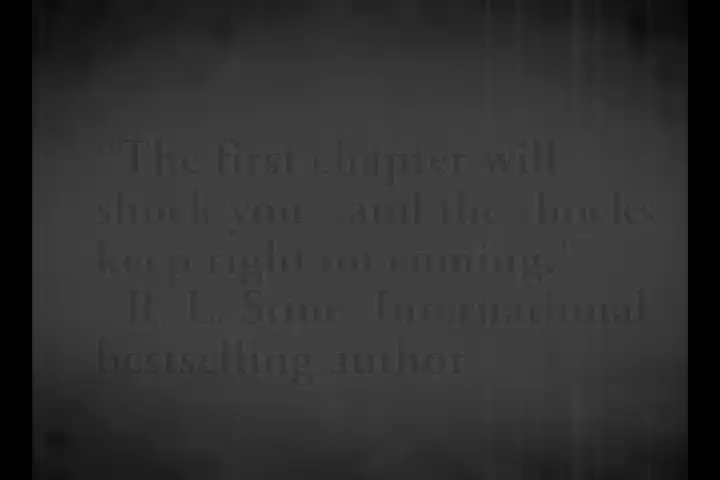 "The first chapter will
shock you - and the shocks
keep right on coming."
- R. L. Stine, International
bestselling author